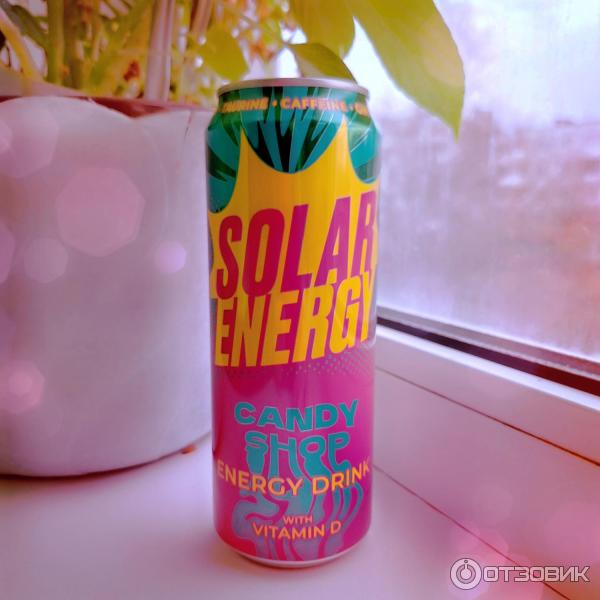 TAURINE • CAFFEINE •
SOLAR
ENERGY
CANDY
SHOP
ENERGY DRINK
WITH
VITAMIN D
ОТЗОВИК